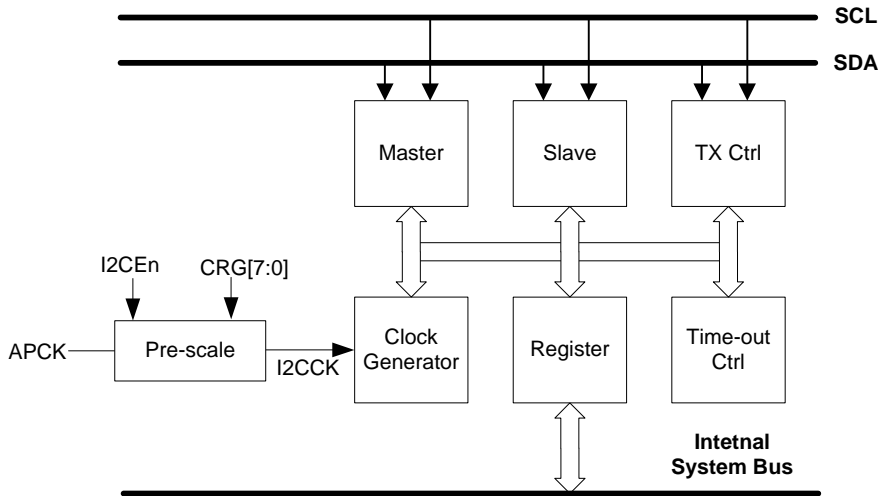 SCL
SDA
Master
Slave
TX Ctrl
I2CEn
CRG[7:0]
APCK
Pre-scale
I2CCK
Clock
Generator
Register
Time-out
Ctrl
Intetnal
System Bus